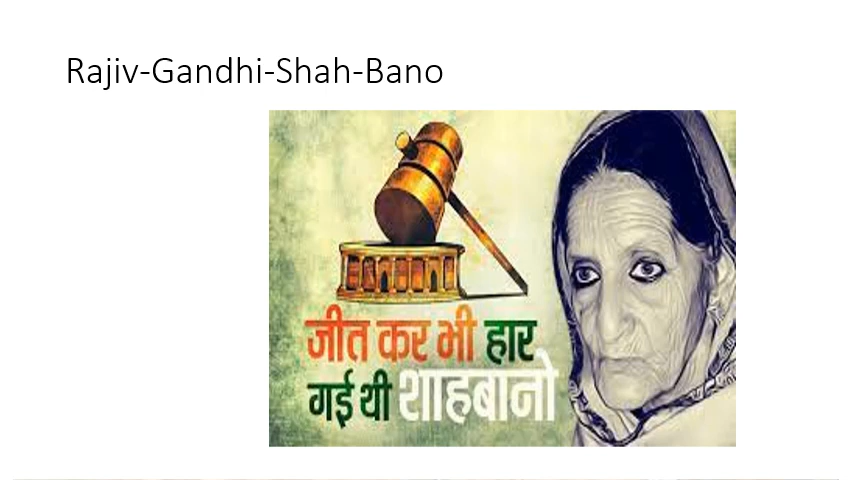 Rajiv-Gandhi-Shah-Bano
जीत कर भी हार
गई थी शाहबानो